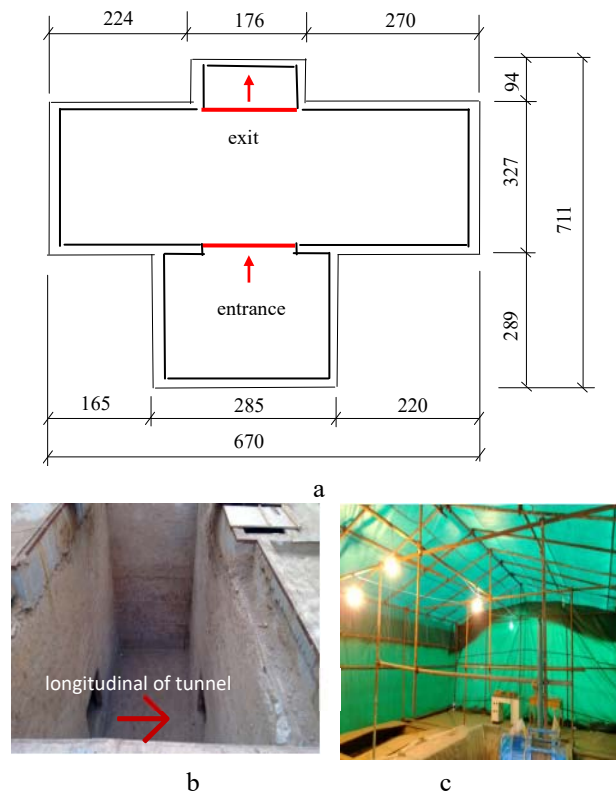 224 176 270
94
exit
327
711
entrance
289
165 285 220
670
a
longitudinal of tunnel
b c